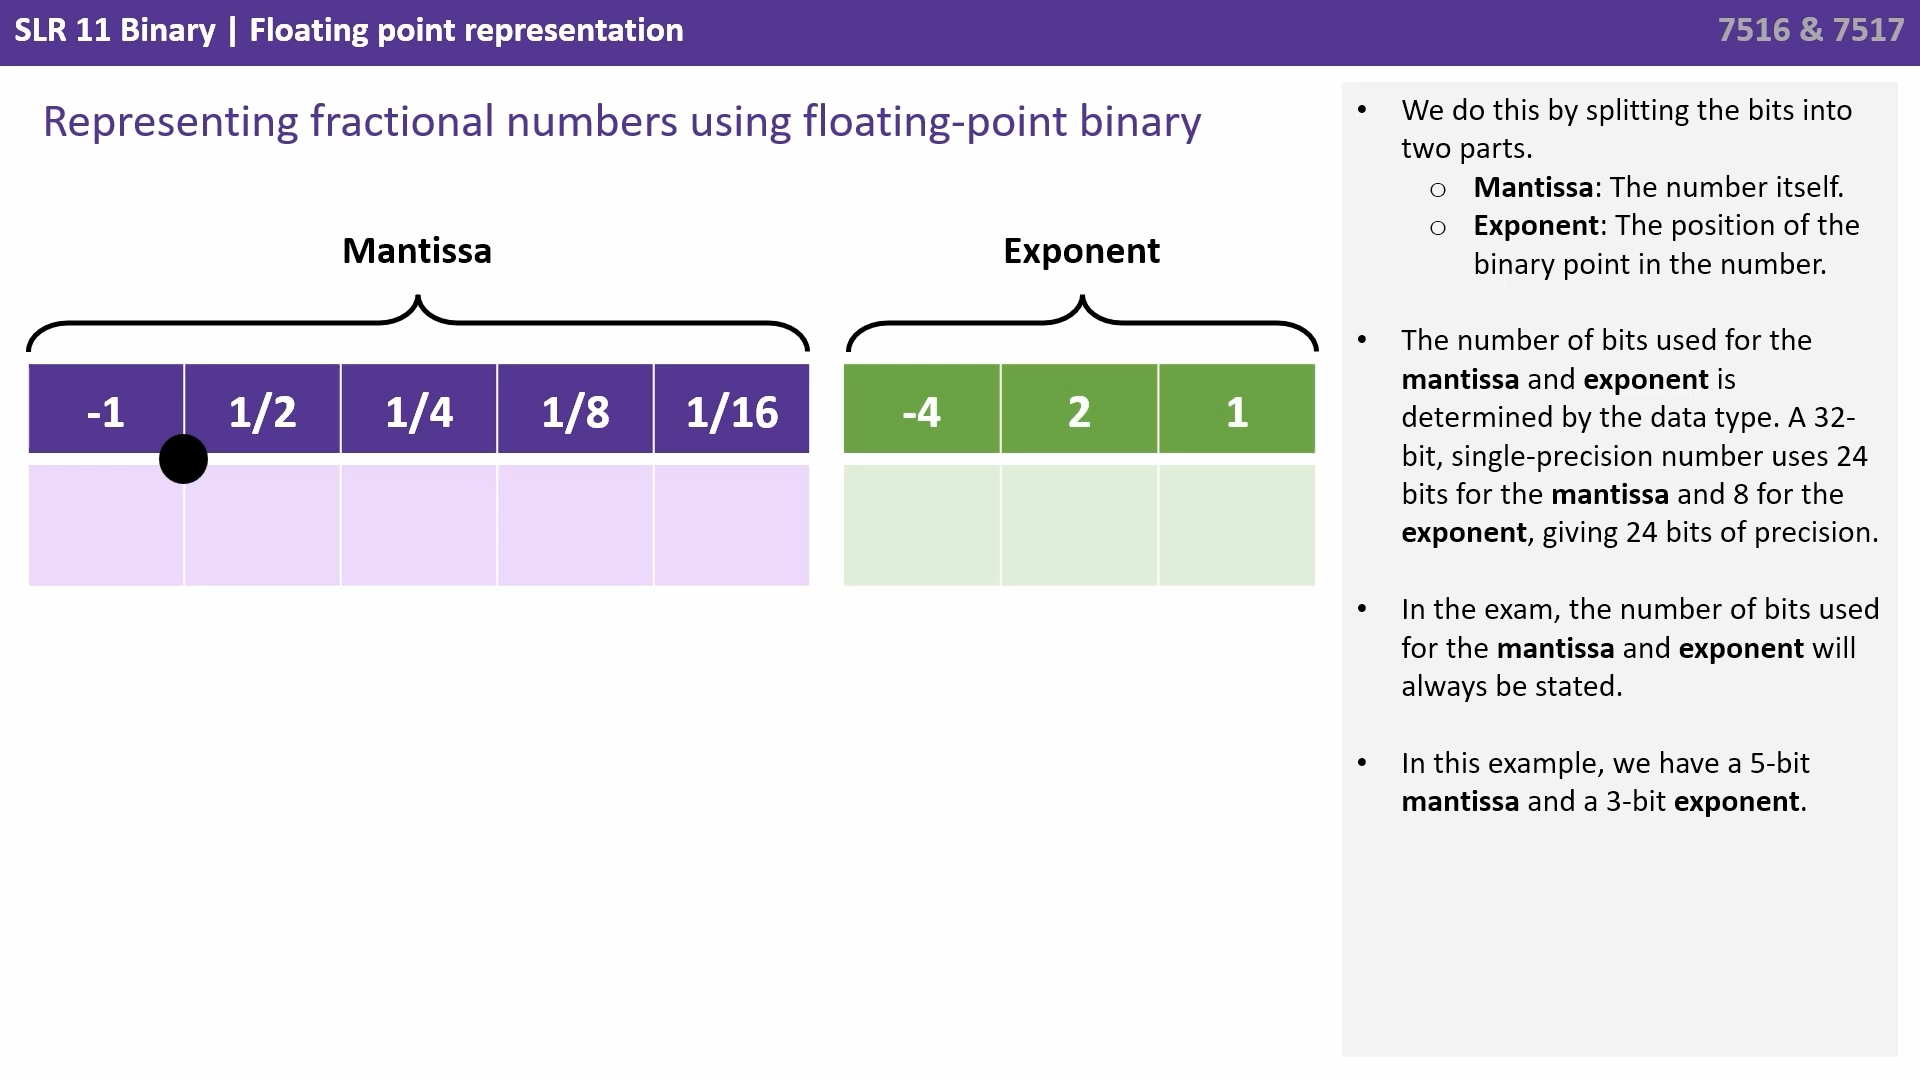 SLR 11 Binary | Floating point representation
7516 & 7517
Representing fractional numbers using floating-point binary
Mantissa
Exponent
-1 1/2 1/4 1/8 1/16
-4 2 1
• We do this by splitting the bits into
two parts.
○ Mantissa: The number itself.
○ Exponent: The position of the
binary point in the number.
• The number of bits used for the
mantissa and exponent is
determined by the data type. A 32-
bit, single-precision number uses 24
bits for the mantissa and 8 for the
exponent, giving 24 bits of precision.
• In the exam, the number of bits used
for the mantissa and exponent will
always be stated.
• In this example, we have a 5-bit
mantissa and a 3-bit exponent.